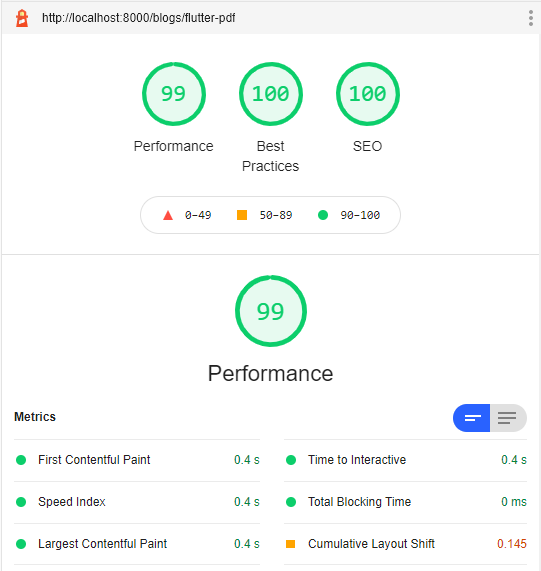 http://localhost:8000/blogs/flutter-pdf
99 100 100
Performance Best Practices SEO
0–49 50–89 90–100
99
Performance
Metrics
First Contentful Paint 0.4 s
Time to Interactive 0.4 s
Speed Index 0.4 s
Total Blocking Time 0 ms
Largest Contentful Paint 0.4 s
Cumulative Layout Shift 0.145